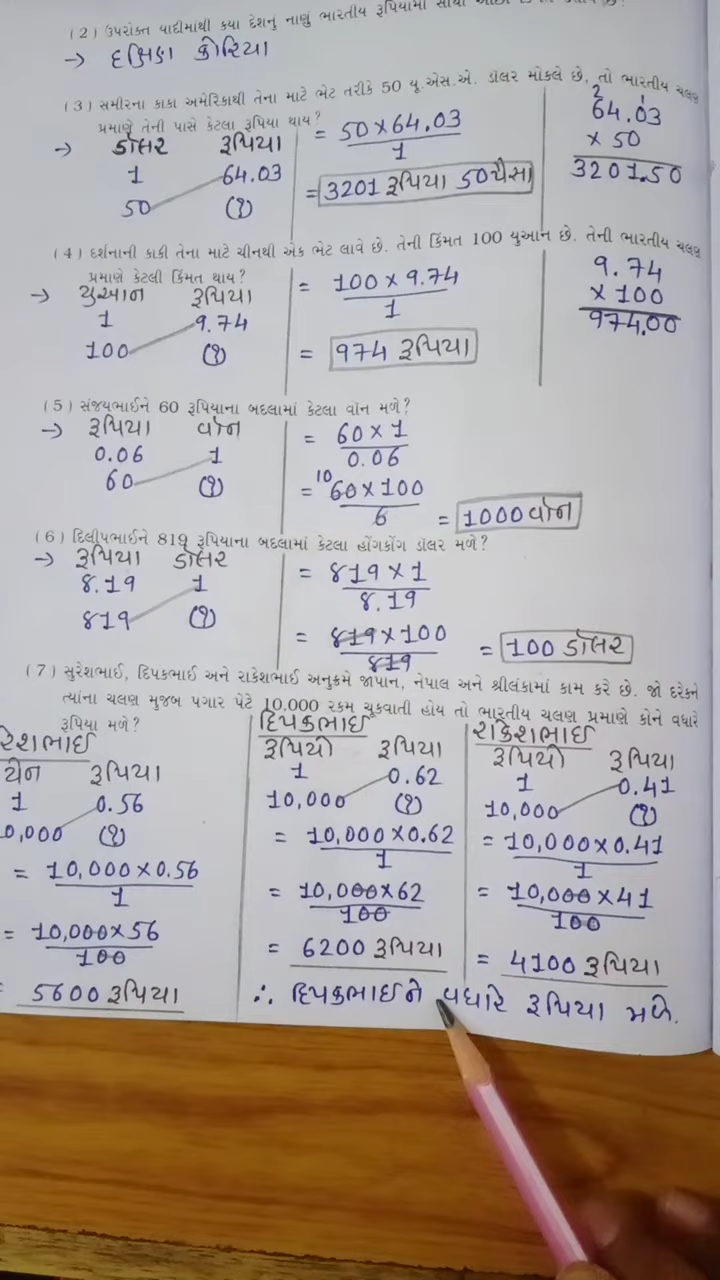 (2) ઉપરોક્ત યાદીમાંથી કયા દેશનું નાણું ભારતીય રૂપિયામાં
→ દક્ષિણ કોરિયા
(3) સમીરના કાકા અમેરિકાથી તેના માટે ભેટ તરીકે 50 યૂ.એસ.એ. ડૉલર મોકલે છે, તો ભારતીય ચલણ
પ્રમાણે તેની પાસે કેટલા રૂપિયા થાય?
→ ડૉલર રૂપિયા
1 64.03
50 (?)
= 50 × 64.03 / 1
= 3201 રૂપિયા 50 પૈસા
2 1
64.03
× 50
3201.50
(4) દર્શનાની કાકી તેના માટે ચીનથી એક ભેટ લાવે છે. તેની કિંમત 100 યુઆન છે. તેની ભારતીય ચલણ
પ્રમાણે કેટલી કિંમત થાય?
→ યુઆન રૂપિયા
1 9.74
100 (?)
= 100 × 9.74 / 1
= 974 રૂપિયા
9.74
× 100
974.00
(5) સંજયભાઈને 60 રૂપિયાના બદલામાં કેટલા વૉન મળે?
→ રૂપિયા વૉન
0.06 1
60 (?)
= 60 × 1 / 0.06
= 10 60 × 100 / 6
= 1000 વૉન
(6) દિલીપભાઈને 819 રૂપિયાના બદલામાં કેટલા હોંગકોંગ ડૉલર મળે?
→ રૂપિયા ડૉલર
8.19 1
819 (?)
= 819 × 1 / 8.19
= 819 × 100 / 819
= 100 ડૉલર
(7) સુરેશભાઈ, દિપકભાઈ અને રાકેશભાઈ અનુક્રમે જાપાન, નેપાલ અને શ્રીલંકામાં કામ કરે છે. જો દરેકને
ત્યાંના ચલણ મુજબ પગાર પેટે 10,000 રકમ ચૂકવાતી હોય તો ભારતીય ચલણ પ્રમાણે કોને વધારે
રૂપિયા મળે?
રેશભાઈ
યેન રૂપિયા
1 0.56
0,000 (?)
= 10,000 × 0.56 / 1
= 10,000 × 56 / 100
= 5600 રૂપિયા
દિપકભાઈ
રૂપિયો રૂપિયા
1 0.62
10,000 (?)
= 10,000 × 0.62 / 1
= 10,000 × 62 / 100
= 6200 રૂપિયા
રાકેશભાઈ
રૂપિયો રૂપિયા
1 0.41
10,000 (?)
= 10,000 × 0.41 / 1
= 10,000 × 41 / 100
= 4100 રૂપિયા
∴ દિપકભાઈને વધારે રૂપિયા મળે.